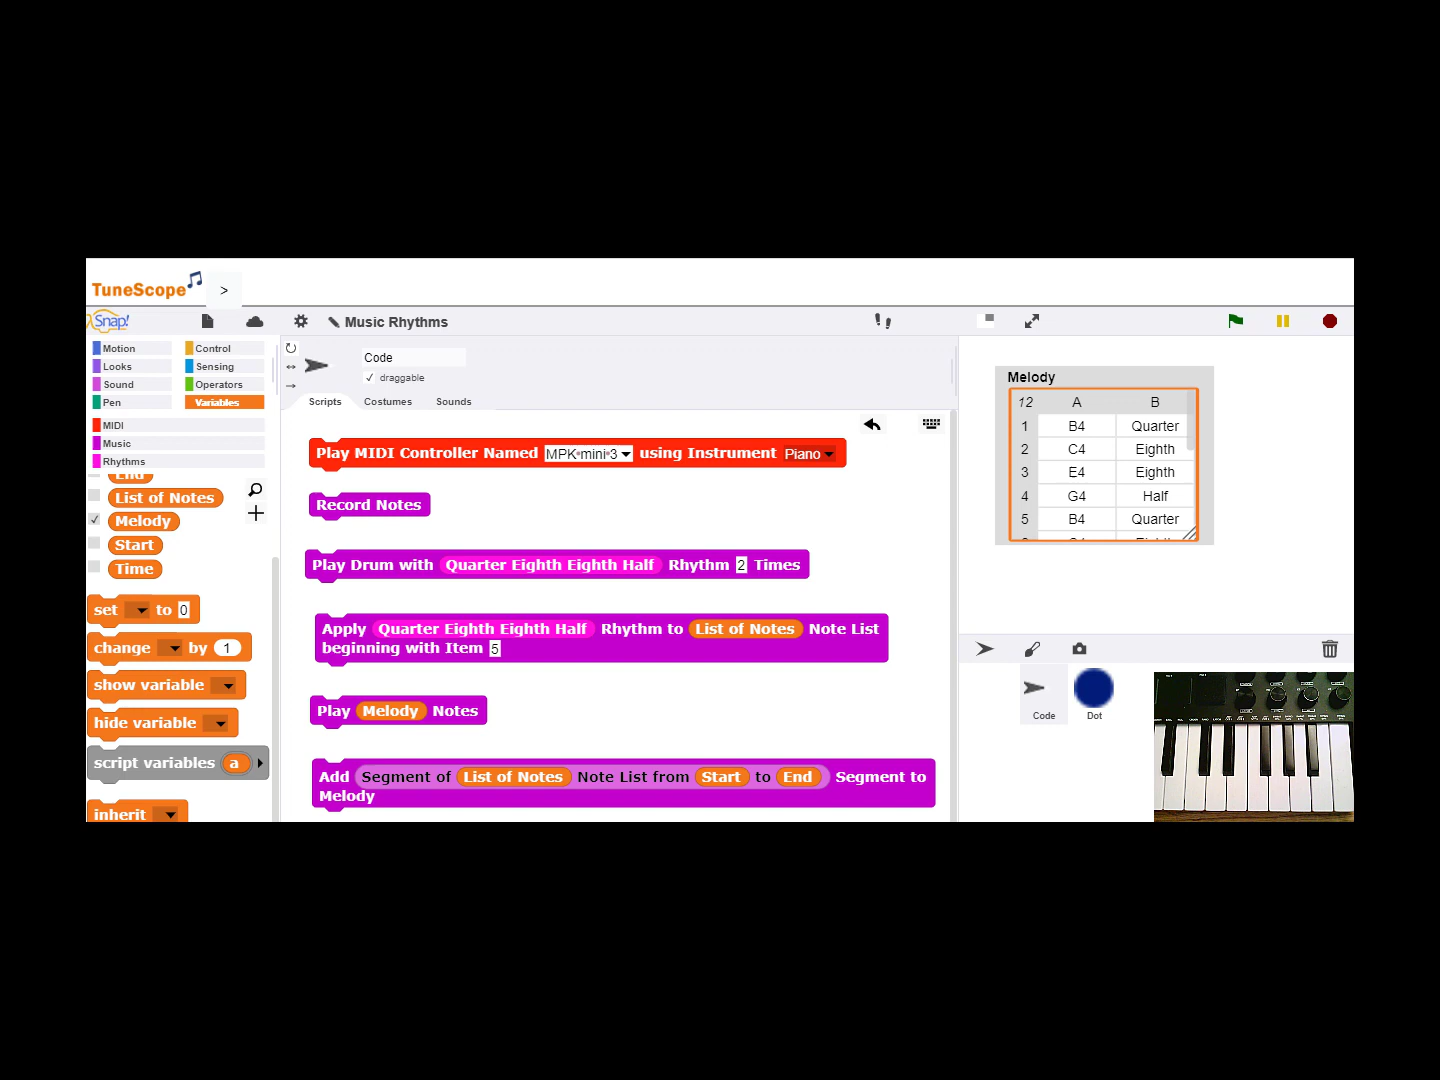 TuneScope
>
Snap!
Music Rhythms
Motion
Control
Looks
Sensing
Sound
Operators
Pen
Variables
MIDI
Music
Rhythms
End
List of Notes
Melody
Start
Time
set to 0
change by 1
show variable
hide variable
script variables a
inherit
Code
draggable
Scripts Costumes Sounds
Play MIDI Controller Named MPK mini 3 using Instrument Piano
Record Notes
Play Drum with Quarter Eighth Eighth Half Rhythm 2 Times
Apply Quarter Eighth Eighth Half Rhythm to List of Notes Note List
beginning with Item 5
Play Melody Notes
Add Segment of List of Notes Note List from Start to End Segment to
Melody
Melody
12 A B
1 B4 Quarter
2 C4 Eighth
3 E4 Eighth
4 G4 Half
5 B4 Quarter
Code
Dot